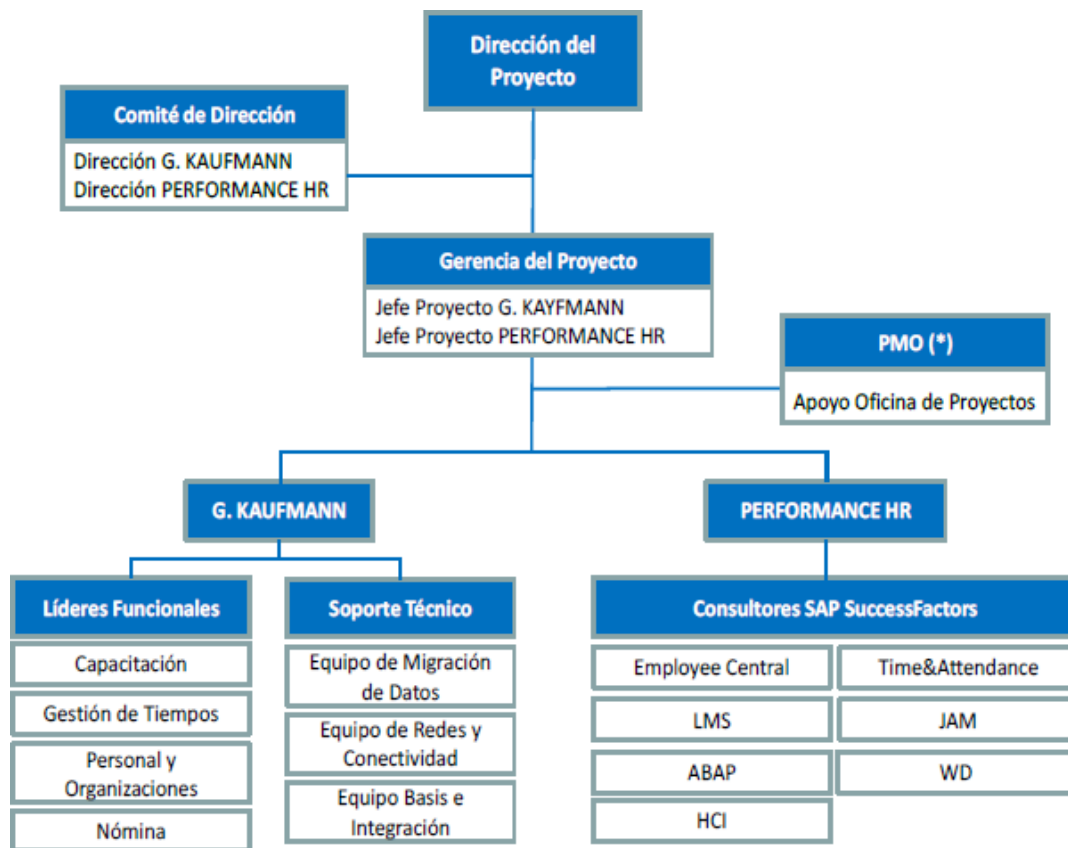 Dirección del
Proyecto
Comité de Dirección
Dirección G. KAUFMANN
Dirección PERFORMANCE HR
Gerencia del Proyecto
Jefe Proyecto G. KAYFMANN
Jefe Proyecto PERFORMANCE HR
PMO (*)
Apoyo Oficina de Proyectos
G. KAUFMANN
PERFORMANCE HR
Líderes Funcionales
Capacitación
Gestión de Tiempos
Personal y
Organizaciones
Nómina
Soporte Técnico
Equipo de Migración
de Datos
Equipo de Redes y
Conectividad
Equipo Basis e
Integración
Consultores SAP SuccessFactors
Employee Central
Time&Attendance
LMS
JAM
ABAP
WD
HCI